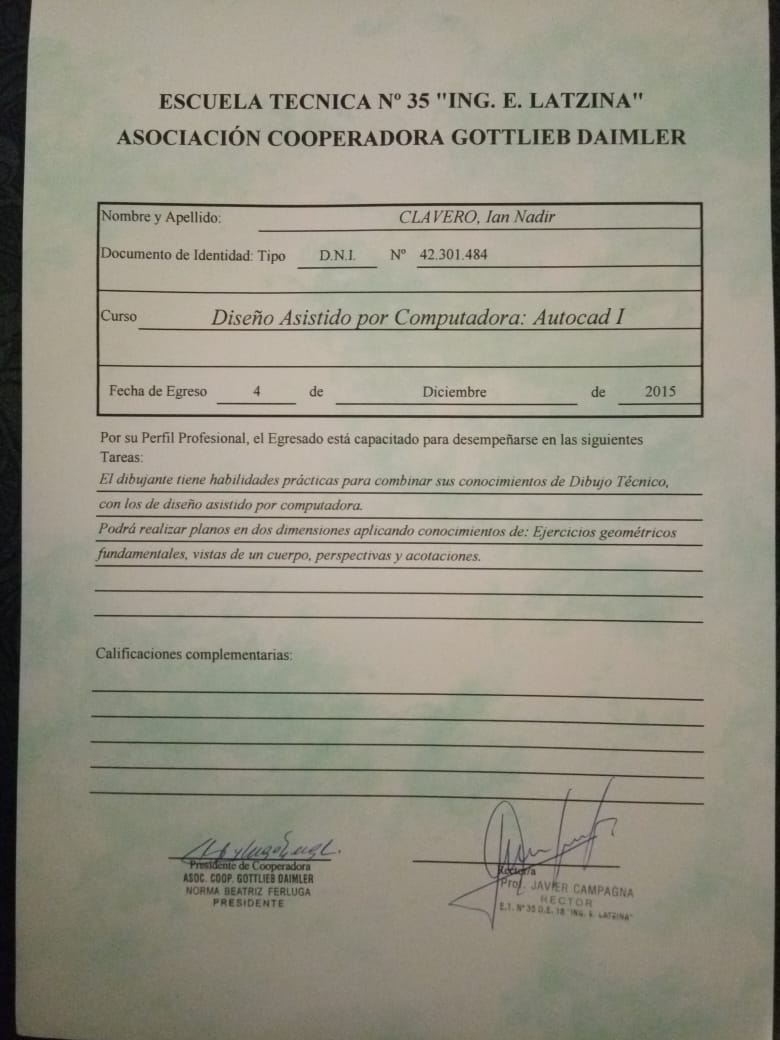 ESCUELA TECNICA Nº 35 "ING. E. LATZINA"
ASOCIACIÓN COOPERADORA GOTTLIEB DAIMLER
Nombre y Apellido: CLAVERO, Ian Nadir
Documento de Identidad: Tipo D.N.I. Nº 42.301.484
Curso Diseño Asistido por Computadora: Autocad I
Fecha de Egreso 4 de Diciembre de 2015
Por su Perfil Profesional, el Egresado está capacitado para desempeñarse en las siguientes
Tareas:
El dibujante tiene habilidades prácticas para combinar sus conocimientos de Dibujo Técnico,
con los de diseño asistido por computadora.
Podrá realizar planos en dos dimensiones aplicando conocimientos de: Ejercicios geométricos
fundamentales, vistas de un cuerpo, perspectivas y acotaciones.
Calificaciones complementarias:
Presidente de Cooperadora
ASOC. COOP. GOTTLIEB DAIMLER
NORMA BEATRIZ FERLUGA
PRESIDENTE
Rector/a
Prof. JAVIER CAMPAGNA
RECTOR
E.T. Nº 35 D.E. 18 "ING. E. LATZINA"